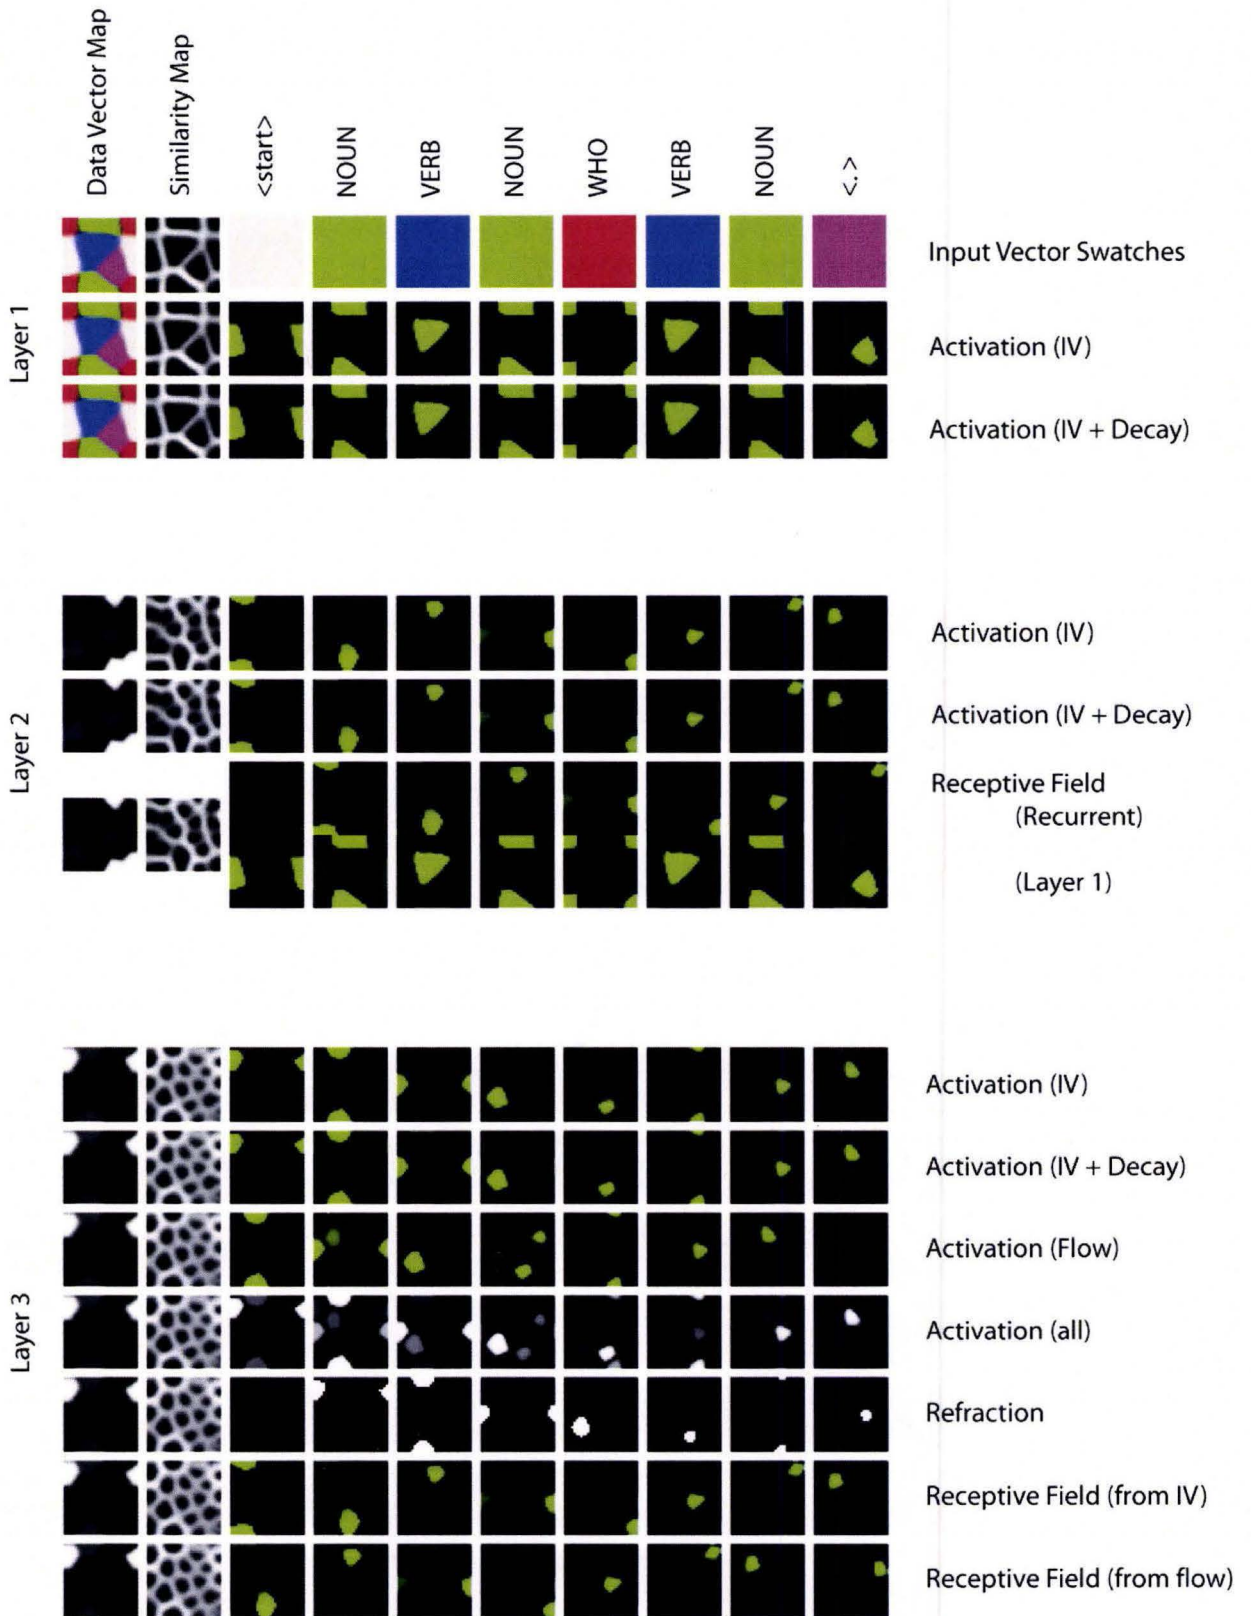 Data Vector Map
Similarity Map
<start>
NOUN
VERB
NOUN
WHO
VERB
NOUN
<.>
Layer 1
Input Vector Swatches
Activation (IV)
Activation (IV + Decay)
Layer 2
Activation (IV)
Activation (IV + Decay)
Receptive Field
(Recurrent)
(Layer 1)
Layer 3
Activation (IV)
Activation (IV + Decay)
Activation (Flow)
Activation (all)
Refraction
Receptive Field (from IV)
Receptive Field (from flow)